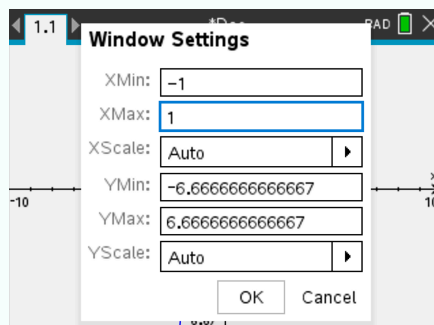 1.1
*Doc
RAD
Window Settings
XMin: -1
XMax: 1
XScale: Auto
YMin: -6.6666666666667
YMax: 6.6666666666667
YScale: Auto
-10
OK Cancel